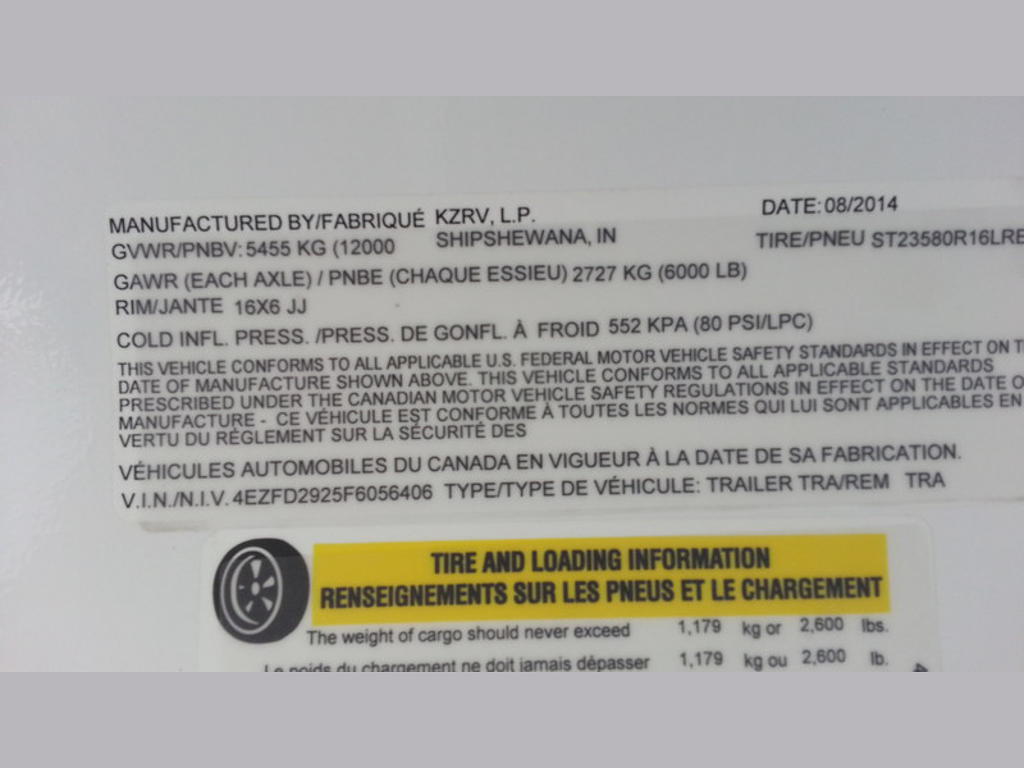 MANUFACTURED BY/FABRIQUÉ KZRV, L.P. DATE: 08/2014
GVWR/PNBV: 5455 KG (12000 SHIPSHEWANA, IN TIRE/PNEU ST23580R16LRE
GAWR (EACH AXLE) / PNBE (CHAQUE ESSIEU) 2727 KG (6000 LB)
RIM/JANTE 16X6 JJ
COLD INFL. PRESS. /PRESS. DE GONFL. À FROID 552 KPA (80 PSI/LPC)
THIS VEHICLE CONFORMS TO ALL APPLICABLE U.S. FEDERAL MOTOR VEHICLE SAFETY STANDARDS IN EFFECT ON
DATE OF MANUFACTURE SHOWN ABOVE. THIS VEHICLE CONFORMS TO ALL APPLICABLE STANDARDS
PRESCRIBED UNDER THE CANADIAN MOTOR VEHICLE SAFETY REGULATIONS IN EFFECT ON THE DATE
MANUFACTURE - CE VÉHICULE EST CONFORME À TOUTES LES NORMES QUI LUI SONT APPLICABLES EN
VERTU DU RÈGLEMENT SUR LA SÉCURITÉ DES
VÉHICULES AUTOMOBILES DU CANADA EN VIGUEUR À LA DATE DE SA FABRICATION.
V.I.N./N.I.V. 4EZFD2925F6056406 TYPE/TYPE DE VÉHICULE: TRAILER TRA/REM TRA
TIRE AND LOADING INFORMATION
RENSEIGNEMENTS SUR LES PNEUS ET LE CHARGEMENT
The weight of cargo should never exceed 1,179 kg or 2,600 lbs.
Le poids du chargement ne doit jamais dépasser 1,179 kg ou 2,600 lb.